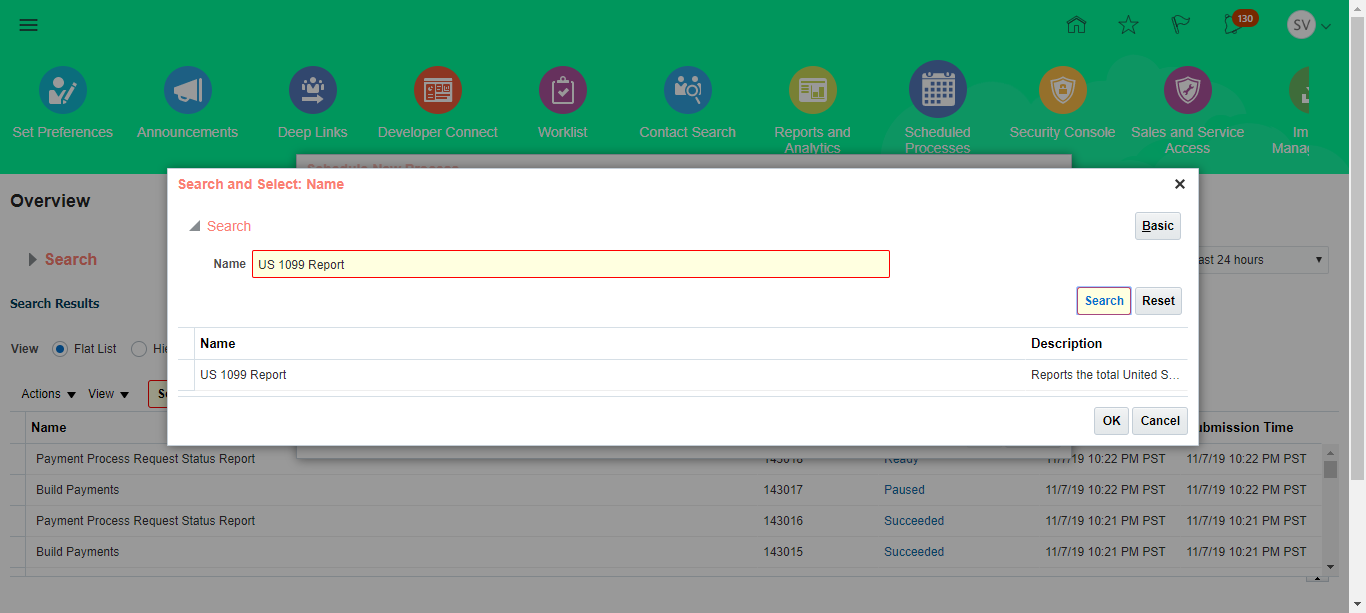 130
SV
Set Preferences
Announcements
Deep Links
Developer Connect
Worklist
Contact Search
Reports and Analytics
Scheduled Processes
Security Console
Sales and Service Access
Overview
Search and Select: Name
Search
Basic
Name US 1099 Report
Search Reset
Name Description
US 1099 Report Reports the total United S...
OK Cancel
Search
24 hours
Search Results
View Flat List
Actions View
Name
Submission Time
Payment Process Request Status Report 11/7/19 10:22 PM PST 11/7/19 10:22 PM PST
Build Payments 143017 Paused 11/7/19 10:22 PM PST 11/7/19 10:22 PM PST
Payment Process Request Status Report 143016 Succeeded 11/7/19 10:21 PM PST 11/7/19 10:21 PM PST
Build Payments 143015 Succeeded 11/7/19 10:21 PM PST 11/7/19 10:21 PM PST